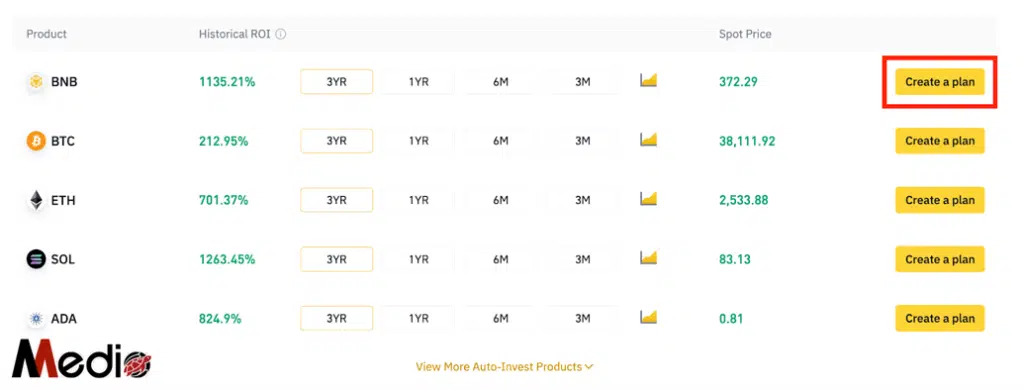 Product Historical ROI Spot Price
BNB 1135.21% 3YR 1YR 6M 3M 372.29 Create a plan
BTC 212.95% 3YR 1YR 6M 3M 38,111.92 Create a plan
ETH 701.37% 3YR 1YR 6M 3M 2,533.88 Create a plan
SOL 1263.45% 3YR 1YR 6M 3M 83.13 Create a plan
ADA 824.9% 3YR 1YR 6M 3M 0.81 Create a plan
Medio
View More Auto-Invest Products